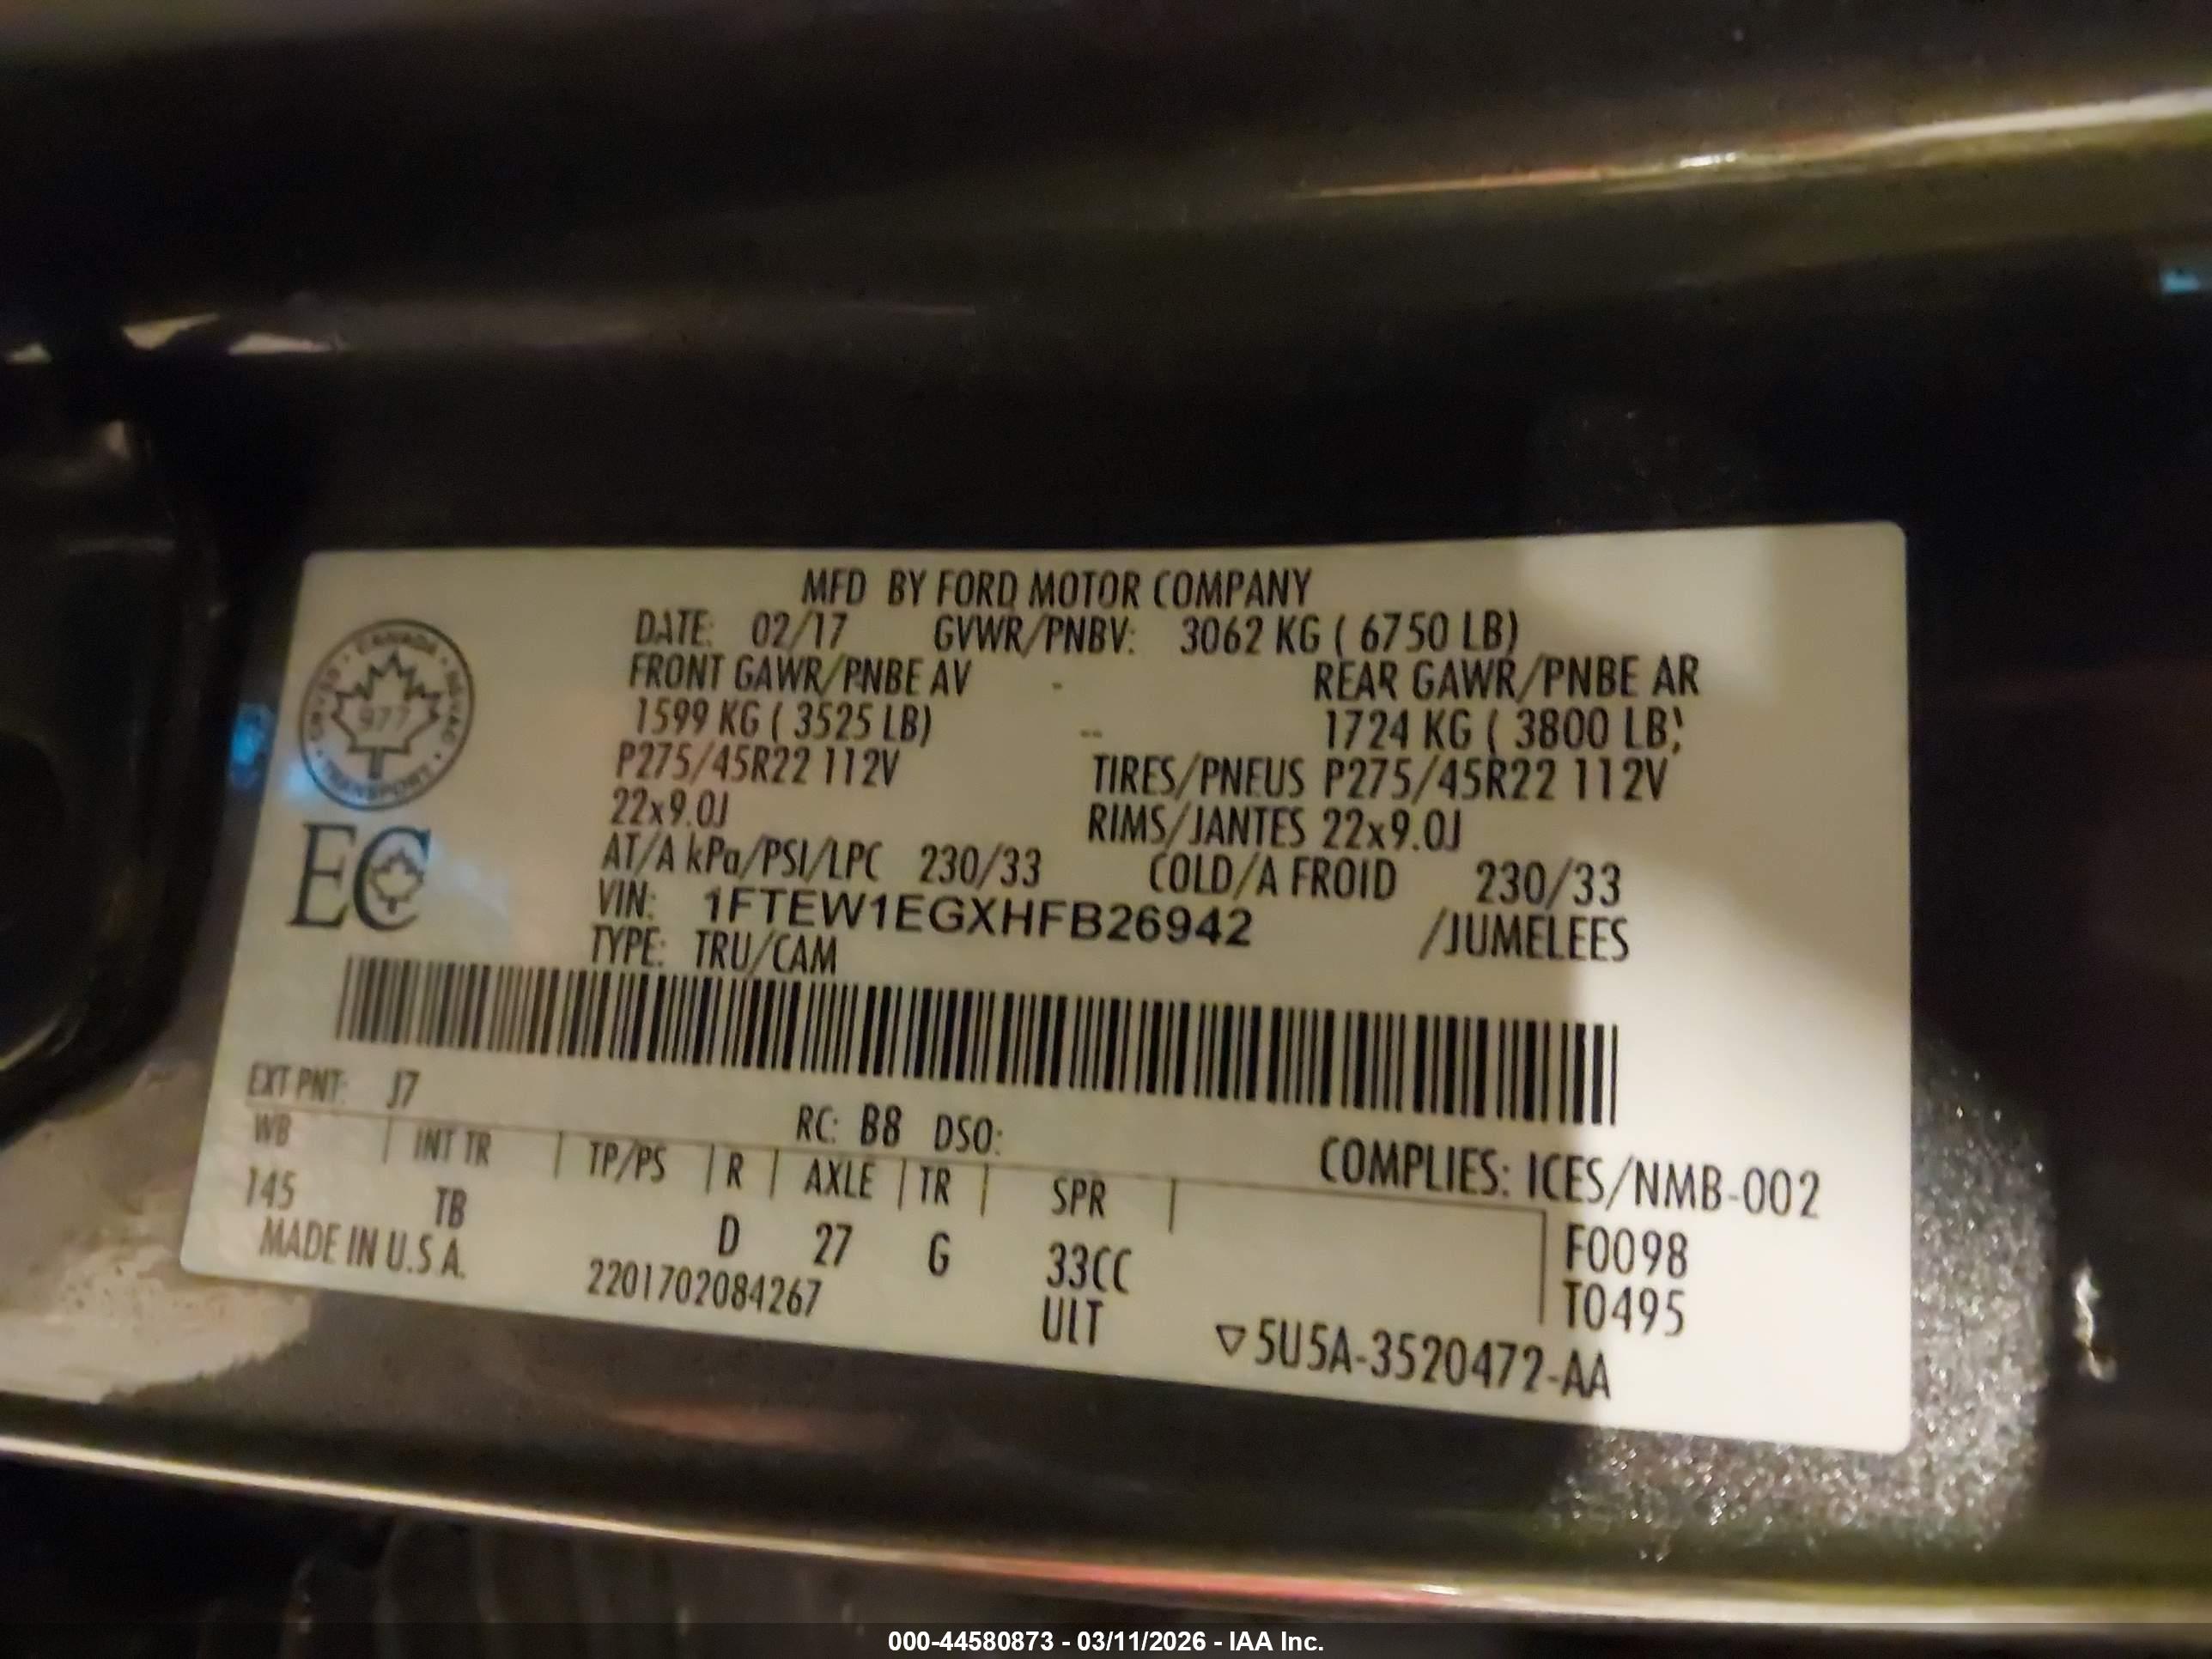 MFD BY FORD MOTOR COMPANY
DATE: 02/17 GVWR/PNBV: 3062 KG ( 6750 LB)
FRONT GAWR/PNBE AV - REAR GAWR/PNBE AR
1599 KG ( 3525 LB) -- 1724 KG ( 3800 LB)
P275/45R22 112V TIRES/PNEUS P275/45R22 112V
22x9.0J RIMS/JANTES 22x9.0J
AT/A kPa/PSI/LPC 230/33 COLD/A FROID 230/33
VIN: 1FTEW1EGXHFB26942 /JUMELEES
TYPE: TRU/CAM
CANADA
977
TRANSPORT
EC
EXT PNT: J7 RC: B8 DSO:
WB | INT TR | TP/PS | R | AXLE | TR | SPR | COMPLIES: ICES/NMB-002
145 TB D 27 G 33CC F0098
MADE IN U.S.A. 2201702084267 ULT T0495
▽5U5A-3520472-AA
000-44580873 - 03/11/2026 - IAA Inc.